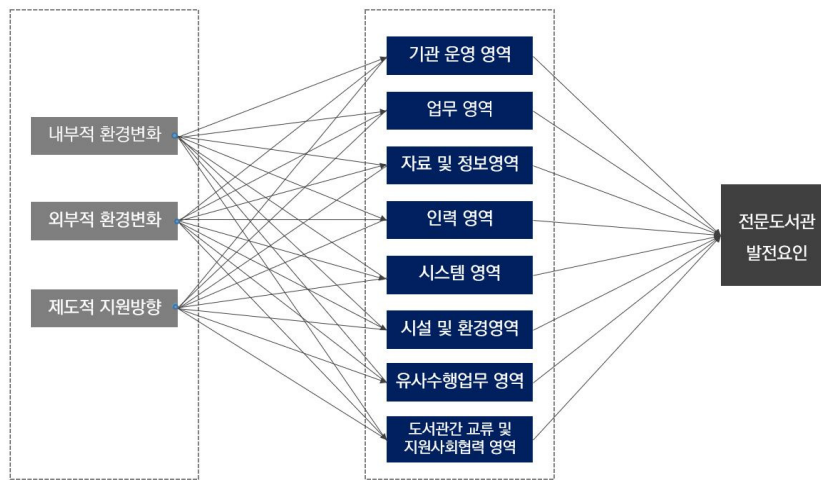 내부적 환경변화
외부적 환경변화
제도적 지원방향
기관 운영 영역
업무 영역
자료 및 정보영역
인력 영역
시스템 영역
시설 및 환경영역
유사수행업무 영역
도서관간 교류 및
지원사회협력 영역
전문도서관
발전요인